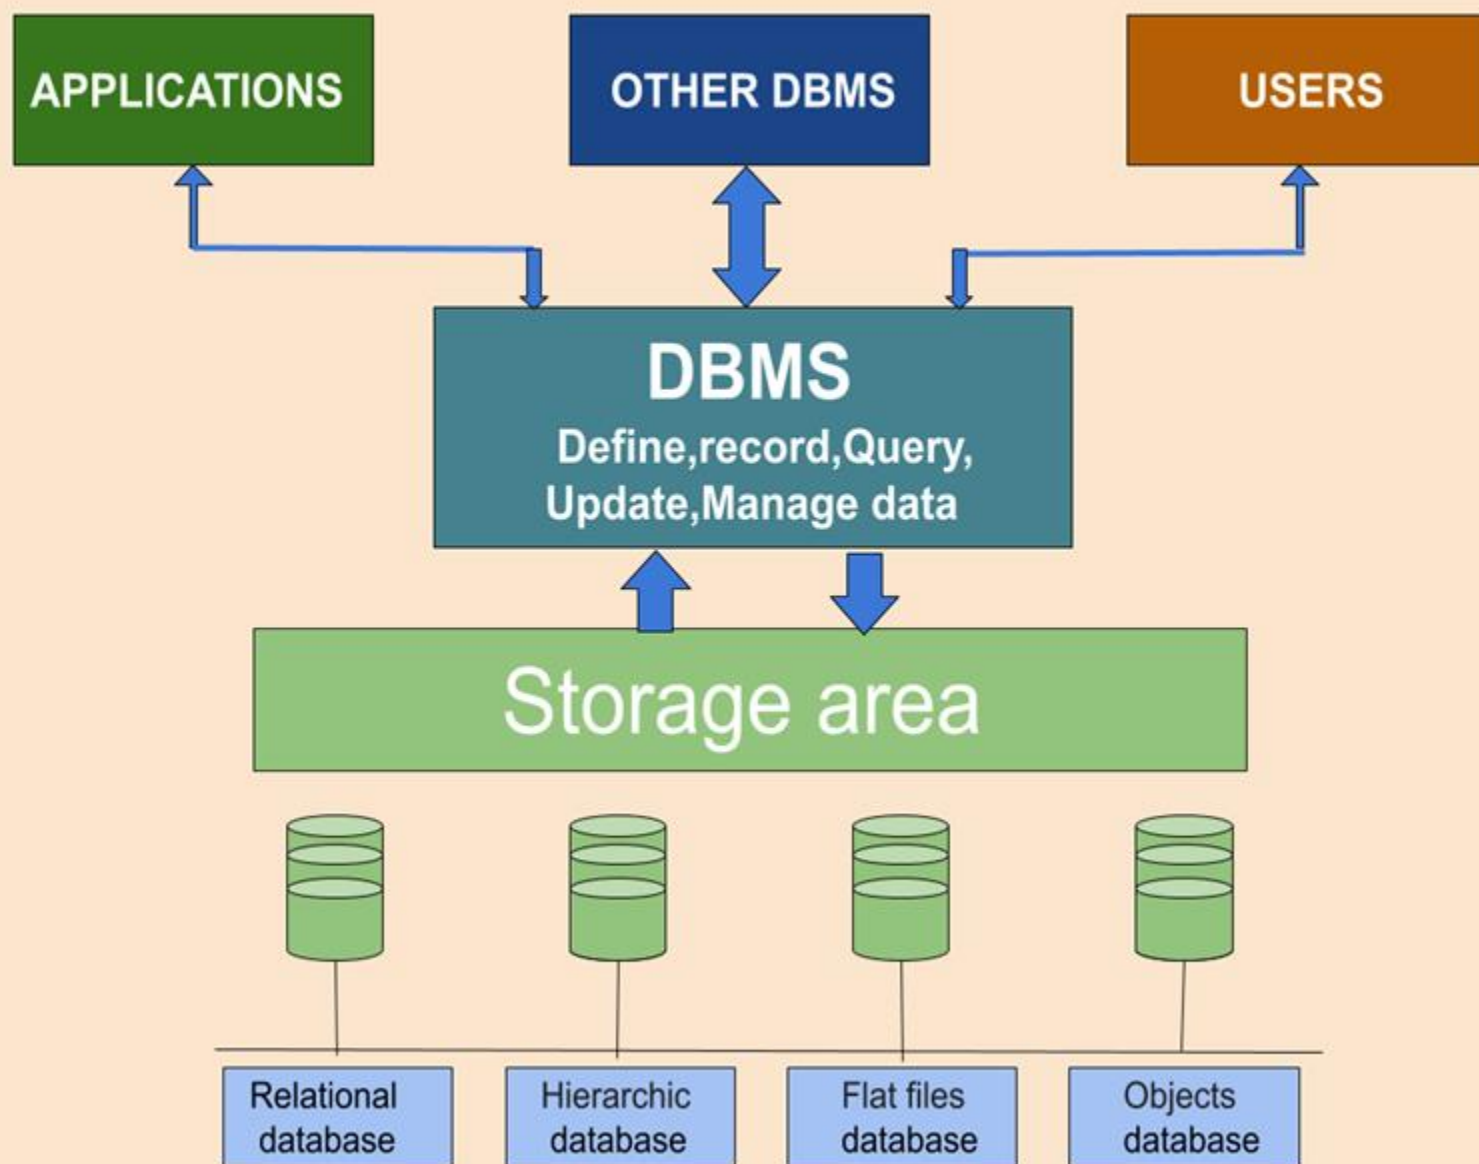 APPLICATIONS
OTHER DBMS
USERS
DBMS
Define,record,Query,
Update,Manage data
Storage area
Relational
database
Hierarchic
database
Flat files
database
Objects
database